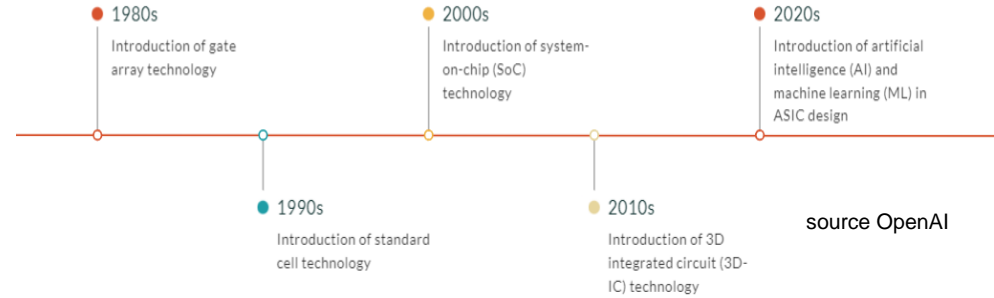 1980s
Introduction of gate
array technology
2000s
Introduction of system-
on-chip (SoC)
technology
2020s
Introduction of artificial
intelligence (AI) and
machine learning (ML) in
ASIC design
1990s
Introduction of standard
cell technology
2010s
Introduction of 3D
integrated circuit (3D-
IC) technology
source OpenAI